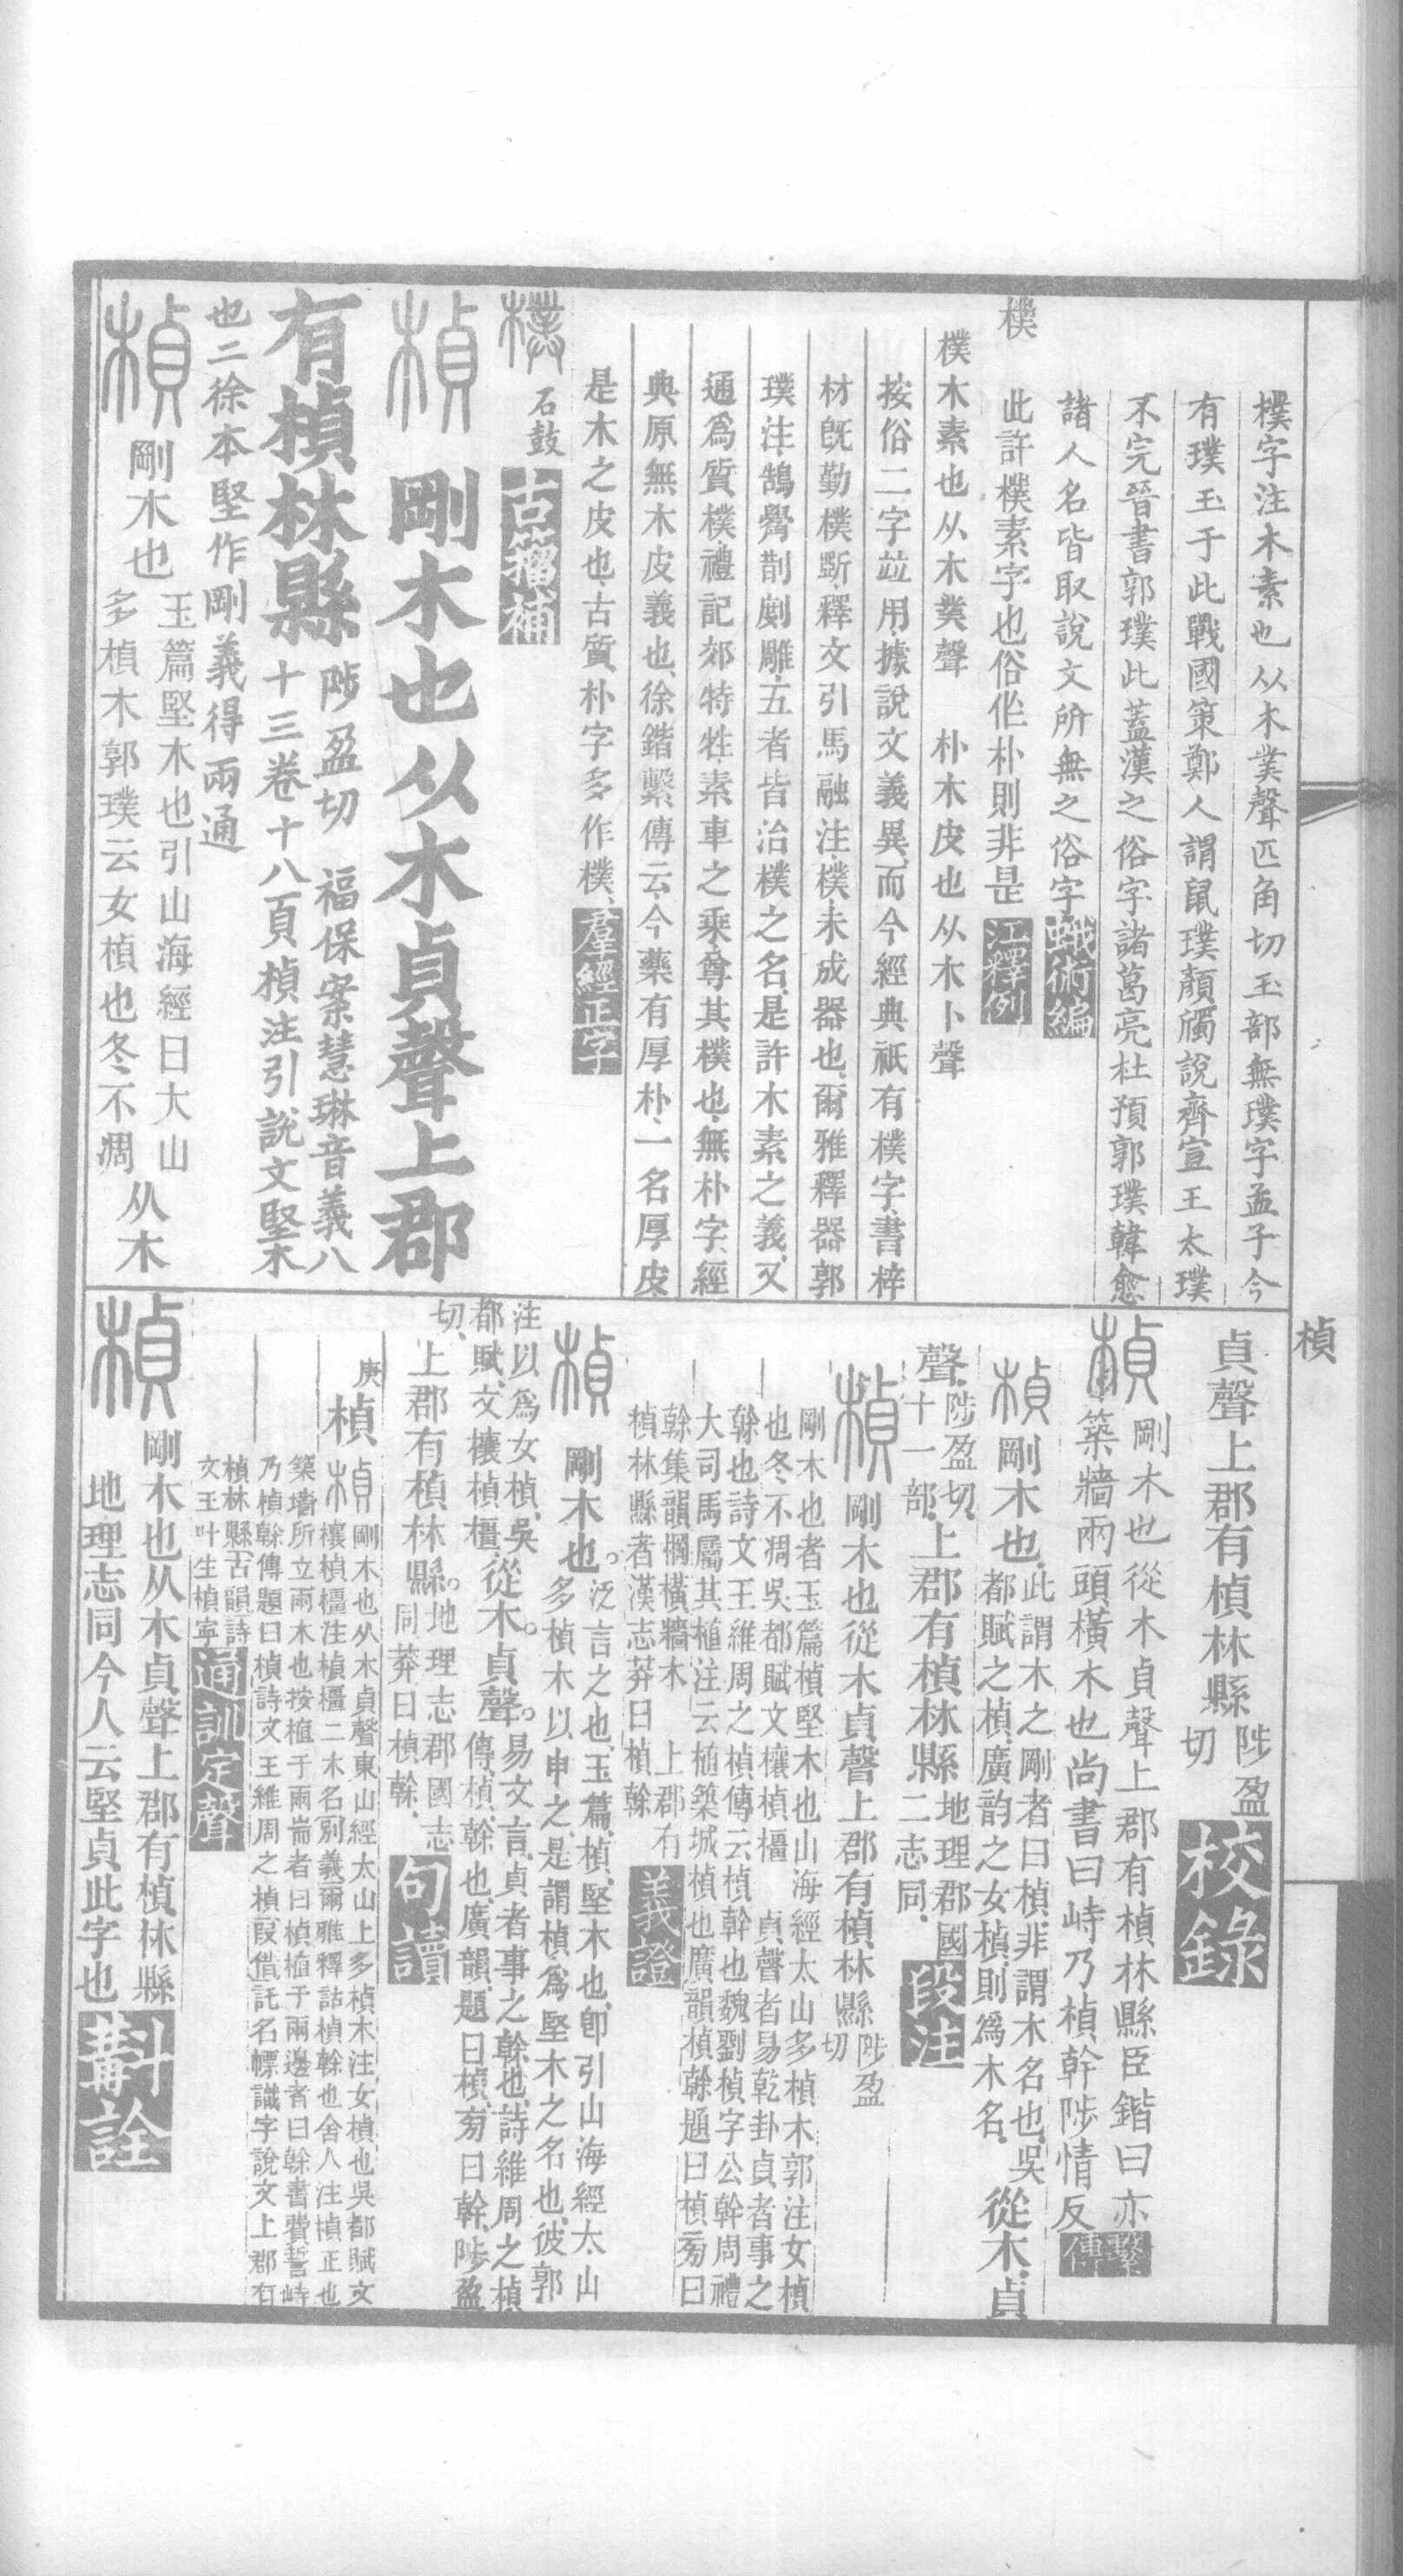 樸字注木素也从木菐聲匹角切玉部無璞字孟子今
有璞玉于此戰國策鄭人謂鼠璞顏斶說齊宣王太璞
不完晉書郭璞此蓋漢之俗字諸葛亮杜預郭璞韓愈
諸人名皆取說文所無之俗字蛾術編
樸 此許樸素字也俗作朴則非是江釋例
樸木素也从木菐聲 朴木皮也从木卜聲
按俗二字竝用據說文義異而今經典祇有樸字書梓
材旣勤樸斲釋文引馬融注樸未成器也爾雅釋器郭
璞注鵠觷剒劇雕五者皆治樸之名是許木素之義又
通爲質樸禮記郊特牲素車之乘尊其樸也無朴字經
典原無木皮義也徐鍇繫傳云今藥有厚朴一名厚皮
是木之皮也古質朴字多作樸羣經正字
樸 石鼓 古籀補
楨 剛木也从木貞聲上郡
有楨林縣 陟盈切 福保案慧琳音義八
十三卷十八頁楨注引說文堅木
也二徐本堅作剛義得兩通
楨 剛木也 玉篇堅木也引山海經曰大山
多楨木郭璞云女楨也冬不凋 从木
楨
貞聲上郡有楨林縣 陟盈
切 校錄
楨 剛木也從木貞聲上郡有楨林縣臣鍇曰亦
築牆兩頭橫木也尚書曰峙乃楨幹陟情反 繫傳
楨 剛木也 此謂木之剛者曰楨非謂木名也吳
都賦之楨廣韵之女楨則爲木名 從木貞
聲 陟盈切
十一部 上郡有楨林縣 地理郡國
二志同 段注
楨 剛木也從木貞聲上郡有楨林縣 陟盈
切
剛木也者玉篇楨堅木也山海經太山多楨木郭注女楨
也冬不凋吳都賦文欀楨橿 貞聲者易乾卦貞者事之
榦也詩文王維周之楨傳云楨幹也魏劉楨字公幹周禮
大司馬屬其植注云植築城楨也廣韻楨榦題曰楨㫄曰
榦集韻棡橫牆木 上郡有
楨林縣者漢志莽曰楨榦 義證
楨 剛木也。 泛言之也、玉篇、楨、堅木也、卽引山海經太山
多楨木以申之、是謂楨爲堅木之名也、彼郭
注以爲女楨、吳
都賦、文欀楨橿、 從木。貞聲。 易文言、貞者事之榦也、詩維周之楨
傳、楨、榦也、廣韻、題曰楨、㫄曰榦、陟盈
切、 上郡有楨林縣。 地理志郡國志
同莽曰楨榦、 句讀
庚
楨 楨 剛木也从木貞聲東山經太山上多楨木注女楨也吳都賦文
欀楨橿注楨橿二木名別義爾雅釋詁楨榦也舍人注楨正也
築墻所立兩木也按植于兩耑者曰楨植于兩邊者曰榦書費誓峙
乃楨榦傳題曰楨詩文王維周之楨叚借託名幖識字說文上郡有
楨林縣古韻詩
文王叶生楨寧 通訓定聲
楨 剛木也从木貞聲上郡有楨林縣
地理志同今人云堅貞此字也 斠詮